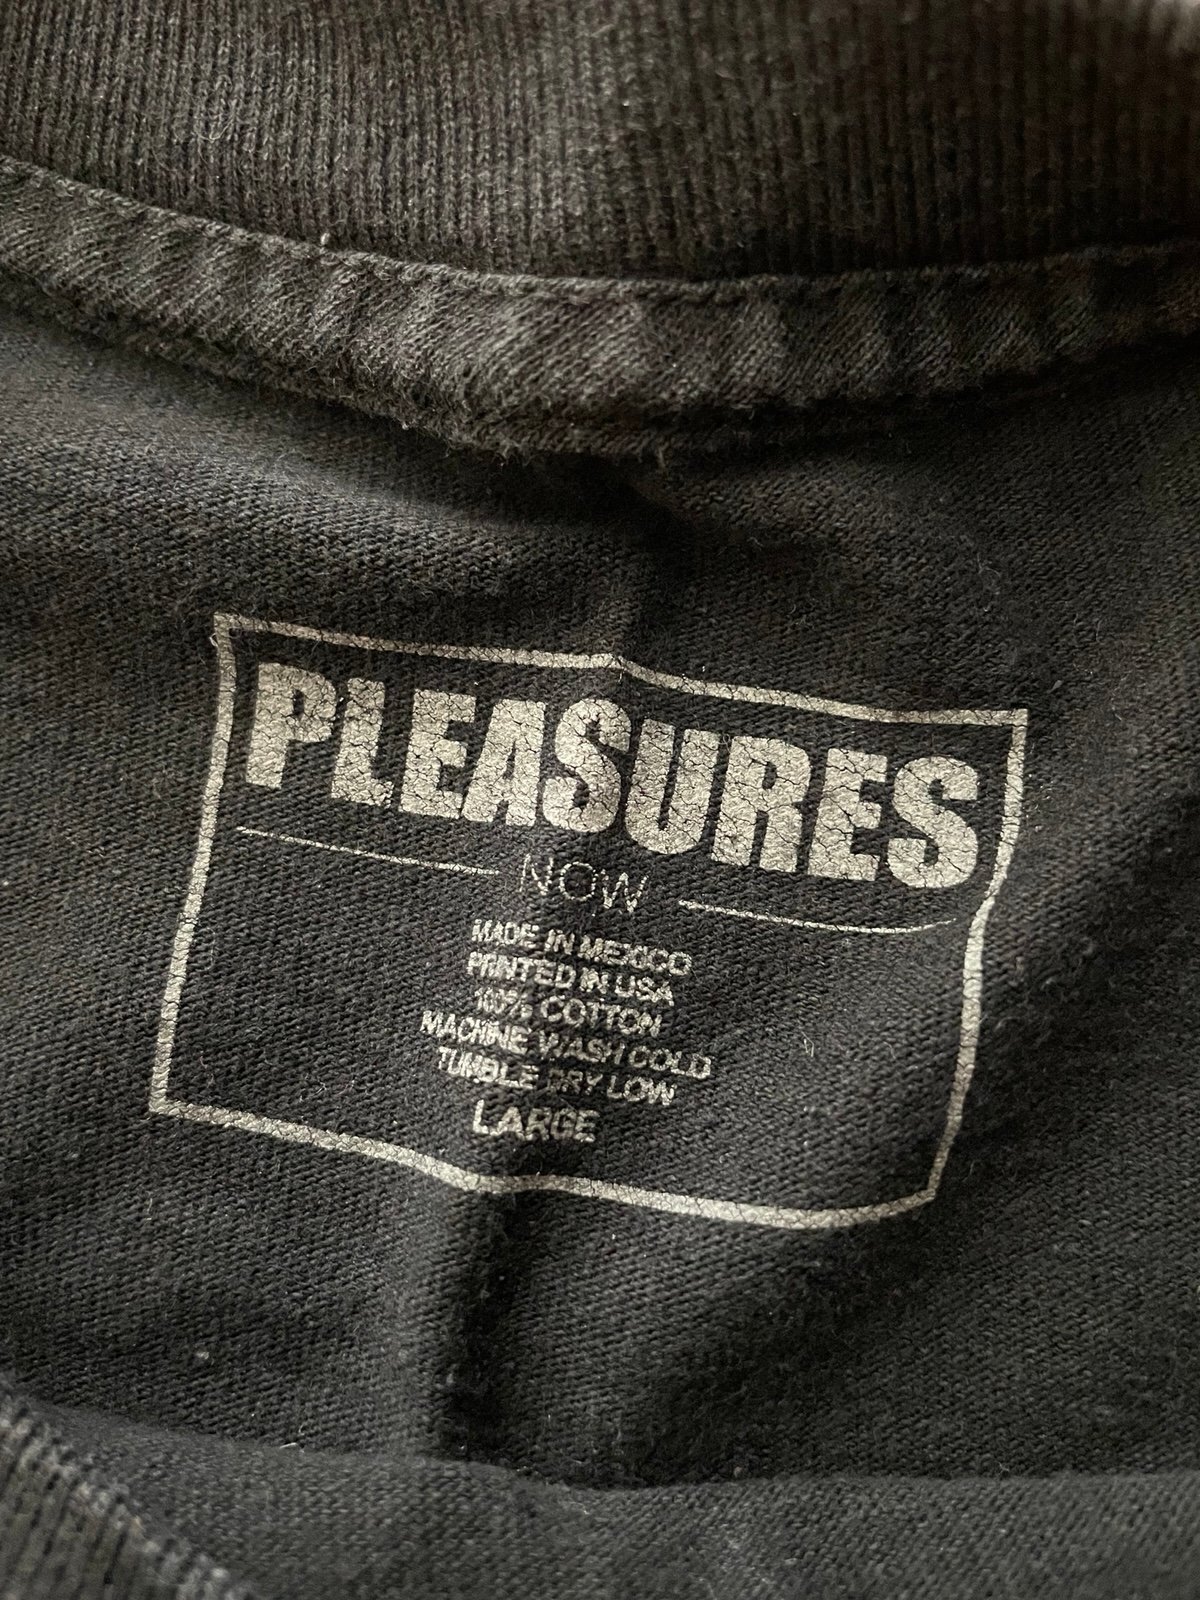 PLEASURES
NOW
MADE IN MEXICO
PRINTED IN USA
100% COTTON
MACHINE WASH COLD
TUMBLE DRY LOW
LARGE